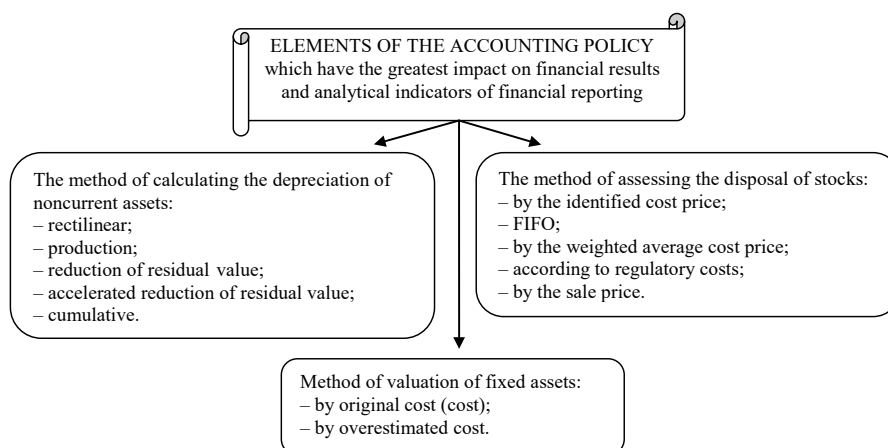 ELEMENTS OF THE ACCOUNTING POLICY
which have the greatest impact on financial results
and analytical indicators of financial reporting
The method of calculating the depreciation of
noncurrent assets:
– rectilinear;
– production;
– reduction of residual value;
– accelerated reduction of residual value;
– cumulative.
The method of assessing the disposal of stocks:
– by the identified cost price;
– FIFO;
– by the weighted average cost price;
– according to regulatory costs;
– by the sale price.
Method of valuation of fixed assets:
– by original cost (cost);
– by overestimated cost.